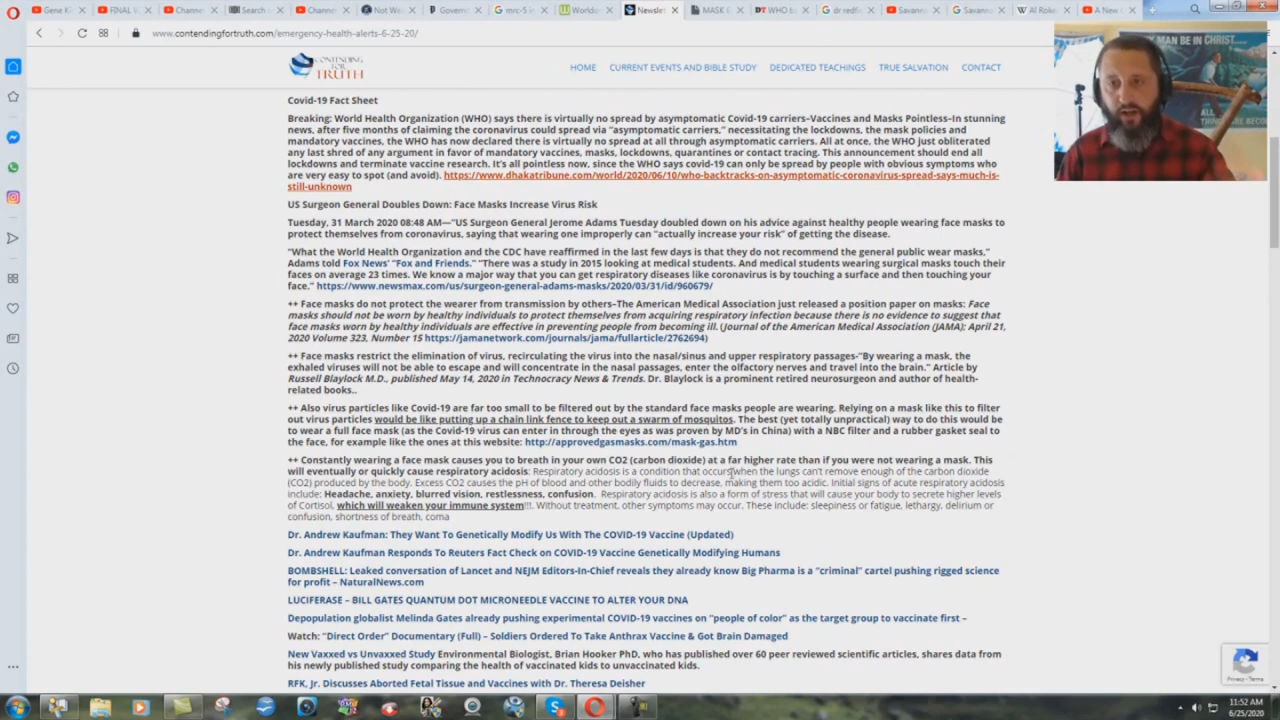 Gene K
FINAL V
Channe
Search
Channe
Not We
Govern
mrc-5
Worldo
Newslet
MASK E
WHO B
dr redfi
Savanna
Savanna
Al Roke
A New
www.contendingfortruth.com/emergency-health-alerts-6-25-20/
CONTENDING
FOR
TRUTH
HOME CURRENT EVENTS AND BIBLE STUDY DEDICATED TEACHINGS TRUE SALVATION CONTACT
Y MAN BE IN CHRIST
Covid-19 Fact Sheet
Breaking: World Health Organization (WHO) says there is virtually no spread by asymptomatic Covid-19 carriers–Vaccines and Masks Pointless–In stunning
news, after five months of claiming the coronavirus could spread via “asymptomatic carriers,” necessitating the lockdowns, the mask policies and
mandatory vaccines, the WHO has now declared there is virtually no spread at all through asymptomatic carriers. All at once, the WHO just obliterated
any last shred of any argument in favor of mandatory vaccines, masks, lockdowns, quarantines or contact tracing. This announcement should end all
lockdowns and terminate vaccine research. It’s all pointless now, since the WHO says covid-19 can only be spread by people with obvious symptoms who
are very easy to spot (and avoid). https://www.dhakatribune.com/world/2020/06/10/who-backtracks-on-asymptomatic-coronavirus-spread-says-much-is-
still-unknown
US Surgeon General Doubles Down: Face Masks Increase Virus Risk
Tuesday, 31 March 2020 08:48 AM—“US Surgeon General Jerome Adams Tuesday doubled down on his advice against healthy people wearing face masks to
protect themselves from coronavirus, saying that wearing one improperly can “actually increase your risk” of getting the disease.
“What the World Health Organization and the CDC have reaffirmed in the last few days is that they do not recommend the general public wear masks,”
Adams told Fox News’ “Fox and Friends.” “There was a study in 2015 looking at medical students. And medical students wearing surgical masks touch their
faces on average 23 times. We know a major way that you can get respiratory diseases like coronavirus is by touching a surface and then touching your
face.” https://www.newsmax.com/us/surgeon-general-adams-masks/2020/03/31/id/960679/
++ Face masks do not protect the wearer from transmission by others–The American Medical Association just released a position paper on masks: Face
masks should not be worn by healthy individuals to protect themselves from acquiring respiratory infection because there is no evidence to suggest that
face masks worn by healthy individuals are effective in preventing people from becoming ill. (Journal of the American Medical Association (JAMA); April 21,
2020 Volume 323, Number 15 https://jamanetwork.com/journals/jama/fullarticle/2762694)
++ Face masks restrict the elimination of virus, recirculating the virus into the nasal/sinus and upper respiratory passages-“By wearing a mask, the
exhaled viruses will not be able to escape and will concentrate in the nasal passages, enter the olfactory nerves and travel into the brain.” Article by
Russell Blaylock M.D., published May 14, 2020 in Technocracy News & Trends. Dr. Blaylock is a prominent retired neurosurgeon and author of health-
related books..
++ Also virus particles like Covid-19 are far too small to be filtered out by the standard face masks people are wearing. Relying on a mask like this to filter
out virus particles would be like putting up a chain link fence to keep out a swarm of mosquitos. The best (yet totally unpractical) way to do this would be
to wear a full face mask (as the Covid-19 virus can enter in through the eyes as was proven by MD’s in China) with a NBC filter and a rubber gasket seal to
the face, for example like the ones at this website: http://approvedgasmasks.com/mask-gas.htm
++ Constantly wearing a face mask causes you to breath in your own CO2 (carbon dioxide) at a far higher rate than if you were not wearing a mask. This
will eventually or quickly cause respiratory acidosis: Respiratory acidosis is a condition that occurs when the lungs can’t remove enough of the carbon dioxide
(CO2) produced by the body. Excess CO2 causes the pH of blood and other bodily fluids to decrease, making them too acidic. Initial signs of acute respiratory acidosis
include: Headache, anxiety, blurred vision, restlessness, confusion. Respiratory acidosis is also a form of stress that will cause your body to secrete higher levels
of Cortisol, which will weaken your immune system!!!. Without treatment, other symptoms may occur. These include: sleepiness or fatigue, lethargy, delirium or
confusion, shortness of breath, coma
Dr. Andrew Kaufman: They Want To Genetically Modify Us With The COVID-19 Vaccine (Updated)
Dr. Andrew Kaufman Responds To Reuters Fact Check on COVID-19 Vaccine Genetically Modifying Humans
BOMBSHELL: Leaked conversation of Lancet and NEJM Editors-In-Chief reveals they already know Big Pharma is a “criminal” cartel pushing rigged science
for profit – NaturalNews.com
LUCIFERASE – BILL GATES QUANTUM DOT MICRONEEDLE VACCINE TO ALTER YOUR DNA
Depopulation globalist Melinda Gates already pushing experimental COVID-19 vaccines on “people of color” as the target group to vaccinate first –
Watch: “Direct Order” Documentary (Full) – Soldiers Ordered To Take Anthrax Vaccine & Got Brain Damaged
New Vaxxed vs Unvaxxed Study Environmental Biologist, Brian Hooker PhD, who has published over 60 peer reviewed scientific articles, shares data from
his newly published study comparing the health of vaccinated kids to unvaccinated kids.
RFK, Jr. Discusses Aborted Fetal Tissue and Vaccines with Dr. Theresa Deisher
Privacy - Terms
11:52 AM
6/25/2020